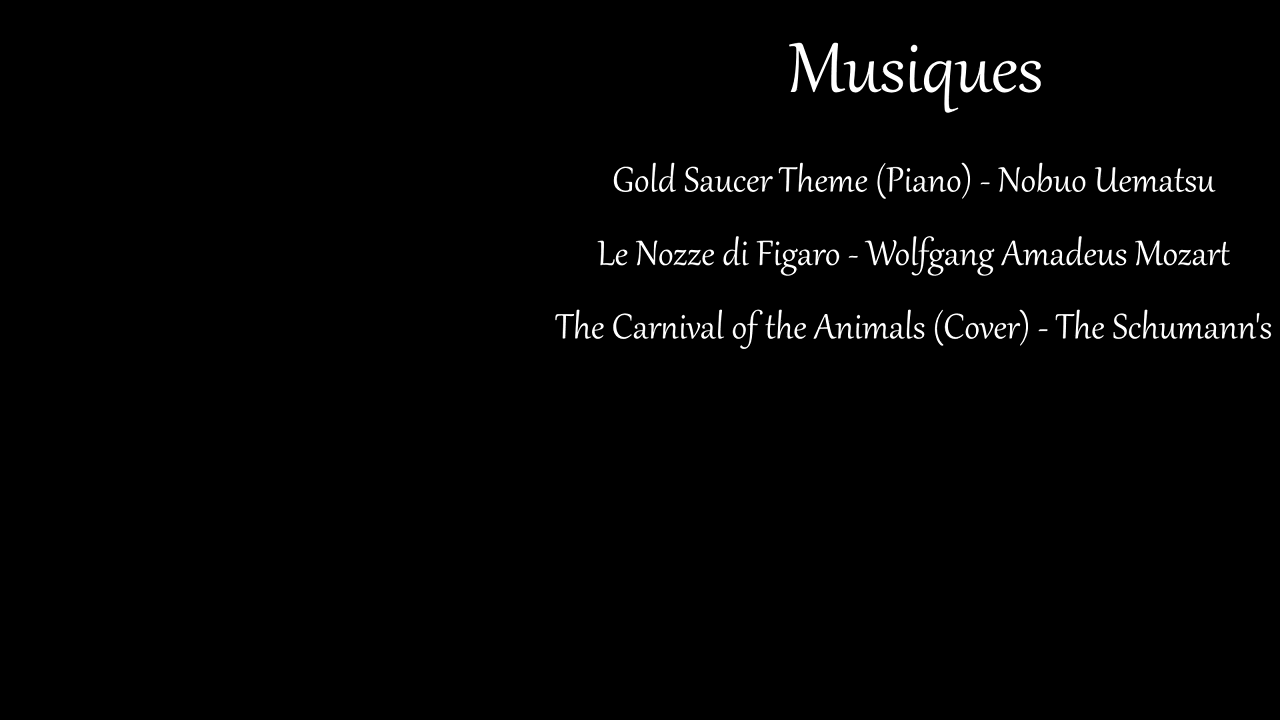 Musiques
Gold Saucer Theme (Piano) - Nobuo Uematsu
Le Nozze di Figaro - Wolfgang Amadeus Mozart
The Carnival of the Animals (Cover) - The Schumann's